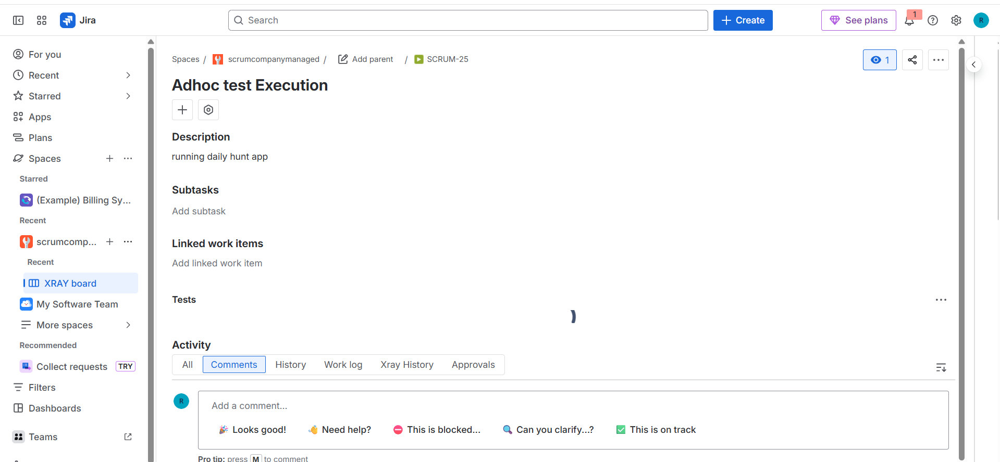 Jira
Search
Create
See plans
1
R
For you
Recent
Starred
Apps
Plans
Spaces
Starred
(Example) Billing Sy...
Recent
scrumcomp...
Recent
XRAY board
My Software Team
More spaces
Recommended
Collect requests TRY
Filters
Dashboards
Teams
Spaces / scrumcompanymanaged / Add parent / SCRUM-25
1
Adhoc test Execution
Description
running daily hunt app
Subtasks
Add subtask
Linked work items
Add linked work item
Tests
Activity
All Comments History Work log Xray History Approvals
R
Add a comment...
🎉 Looks good! 👋 Need help? ⛔ This is blocked... 🔍 Can you clarify...? ✅ This is on track
Pro tip: press M to comment